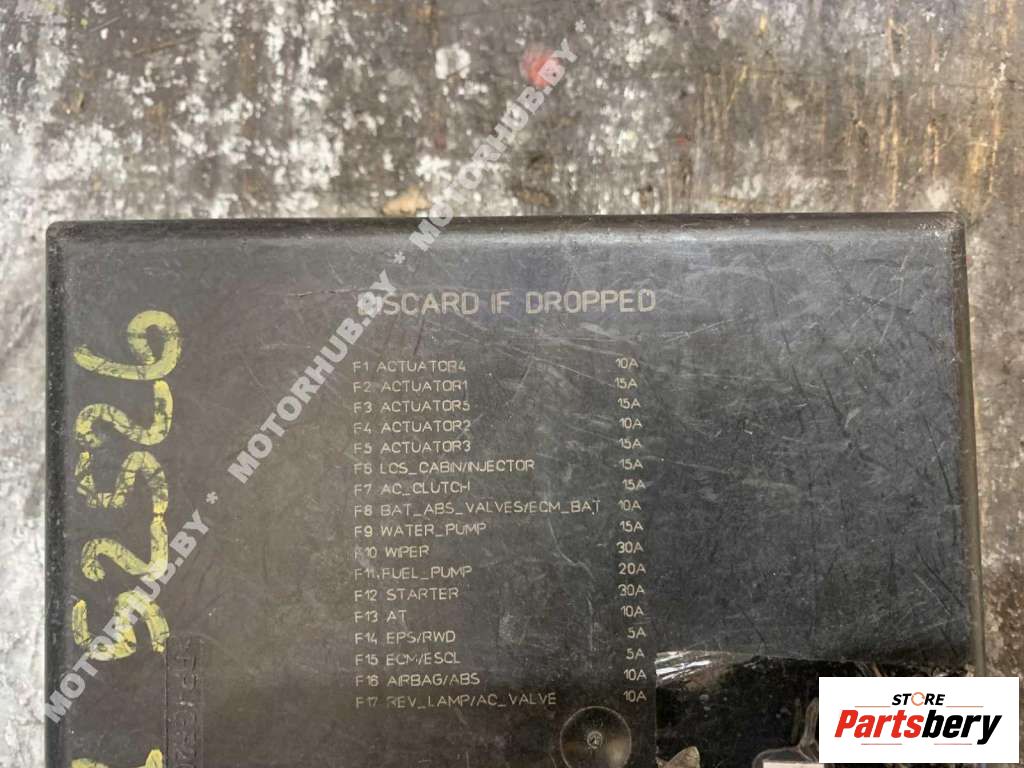 DISCARD IF DROPPED
F1 ACTUATOR4 10A
F2 ACTUATOR1 15A
F3 ACTUATOR5 15A
F4 ACTUATOR2 10A
F5 ACTUATOR3 15A
F6 LCS_CABIN/INJECTOR 15A
F7 AC_CLUTCH 15A
F8 BAT_ABS_VALVES/ECM_BAT 10A
F9 WATER_PUMP 15A
F10 WIPER 30A
F11 FUEL_PUMP 20A
F12 STARTER 30A
F13 AT 10A
F14 EPS/RWD 5A
F15 ECM/ESCL 5A
F16 AIRBAG/ABS 10A
F17 REV_LAMP/AC_VALVE 10A
52526
MOTORHUB.BY * MOTORHUB.BY * MOTORHUB.BY
STORE
Partsbery